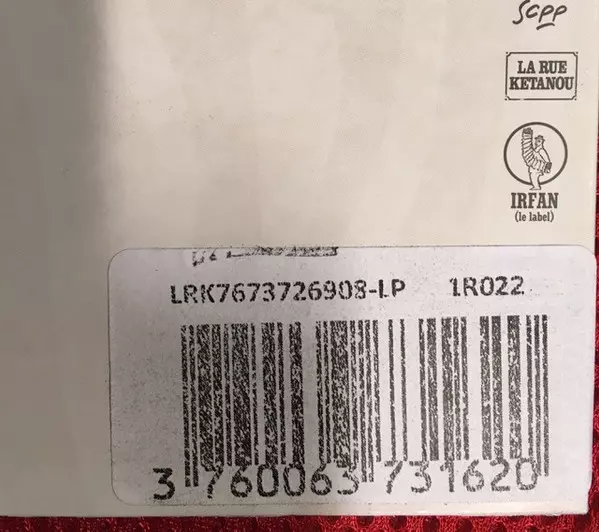 scpp
LA RUE
KETANOU
IRFAN
(le label)
LRK7673726908-LP 1R022
3 760063 731620